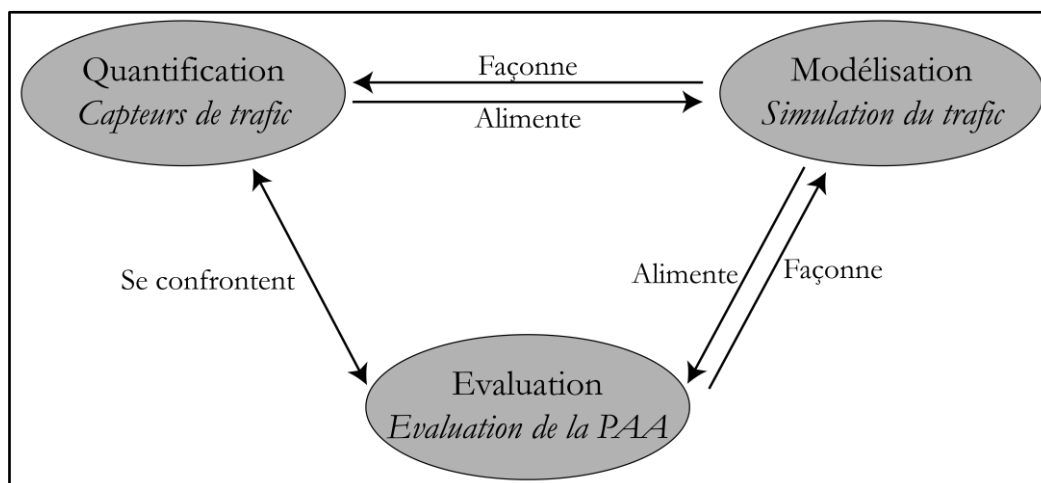 Quantification
Capteurs de trafic
Façonne
Alimente
Modélisation
Simulation du trafic
Se confrontent
Alimente
Façonne
Evaluation
Evaluation de la PAA